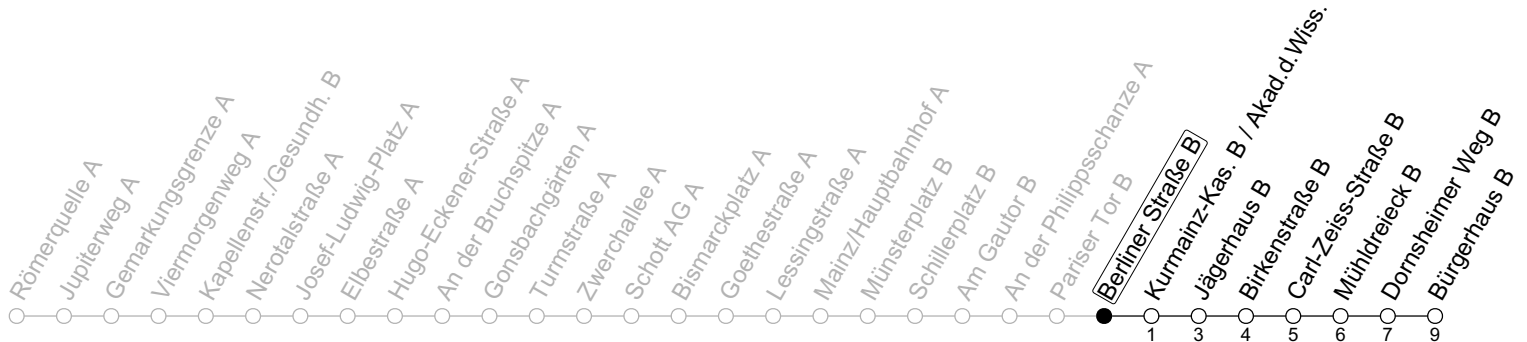 Römerquelle A
Jupiterweg A
Gemarkungsgrenze A
Viermorgenweg A
Kapellenstr./Gesundh. B
Nerotalstraße A
Josef-Ludwig-Platz A
Elbestraße A
Hugo-Eckener-Straße A
An der Bruchspitze A
Gonsbachgärten A
Turmstraße A
Zwerchallee A
Schott AG A
Bismarckplatz A
Goethestraße A
Lessingstraße A
Mainz/Hauptbahnhof A
Münsterplatz B
Schillerplatz B
Am Gautor B
An der Philippsschanze A
Pariser Tor B
Berliner Straße B
Kurmainz-Kas. B / Akad.d.Wiss.
Jägerhaus B
Birkenstraße B
Carl-Zeiss-Straße B
Mühldreieck B
Dornsheimer Weg B
Bürgerhaus B
1 3 4 5 6 7 9